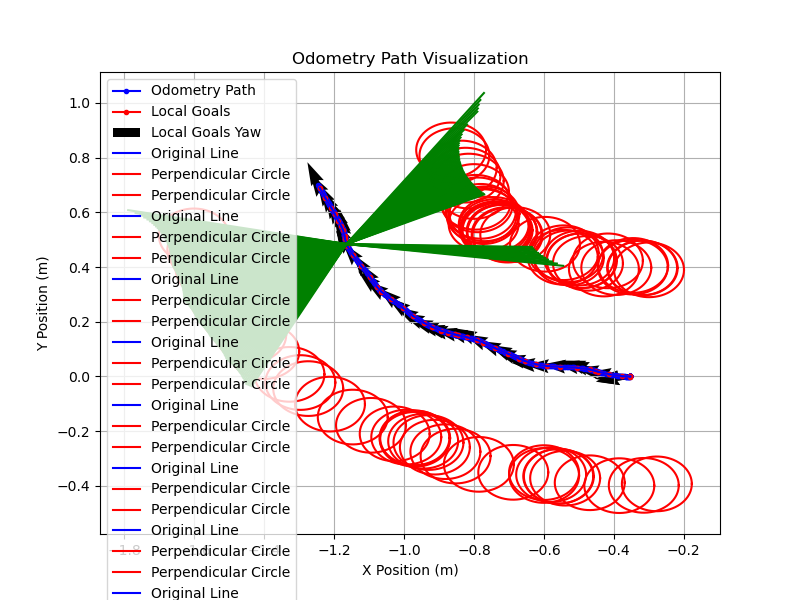 Odometry Path Visualization
Y Position (m)
1.0
0.8
0.6
0.4
0.2
0.0
−0.2
−0.4
Odometry Path
Local Goals
Local Goals Yaw
Original Line
Perpendicular Circle
Perpendicular Circle
Original Line
Perpendicular Circle
Perpendicular Circle
Original Line
Perpendicular Circle
Perpendicular Circle
Original Line
Perpendicular Circle
Perpendicular Circle
Original Line
Perpendicular Circle
Perpendicular Circle
Original Line
Perpendicular Circle
Perpendicular Circle
Original Line
Perpendicular Circle
Perpendicular Circle
Original Line
−1.8 −1.2 −1.0 −0.8 −0.6 −0.4 −0.2
X Position (m)